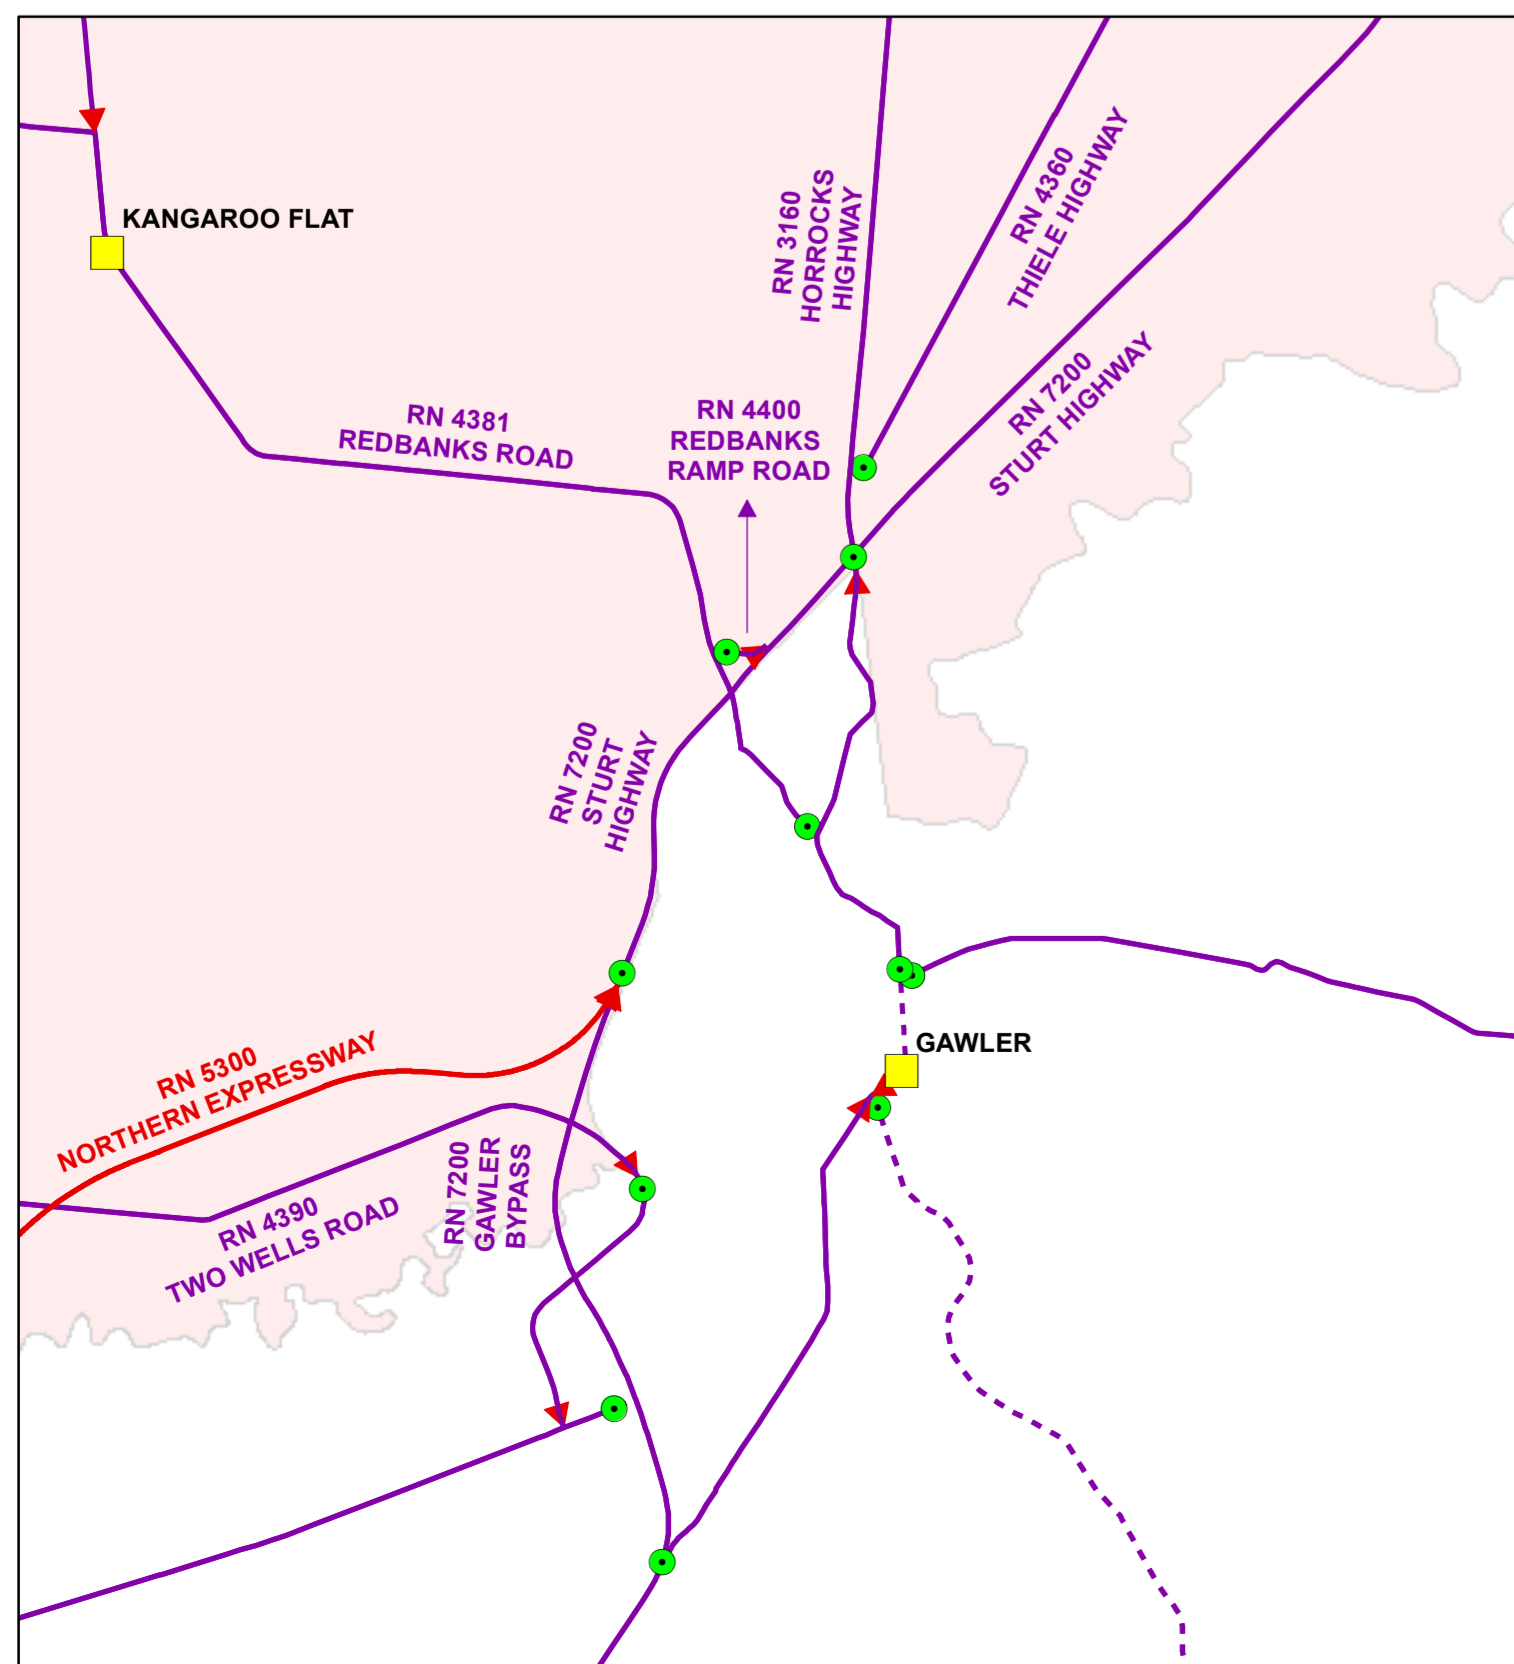 KANGAROO FLAT
RN 3160
HORROCKS
HIGHWAY
RN 4360
THIELE HIGHWAY
RN 7200
STURT HIGHWAY
RN 4381
REDBANKS ROAD
RN 4400
REDBANKS
RAMP ROAD
RN 7200
STURT
HIGHWAY
GAWLER
RN 5300
NORTHERN EXPRESSWAY
RN 4390
TWO WELLS ROAD
RN 7200
GAWLER
BYPASS